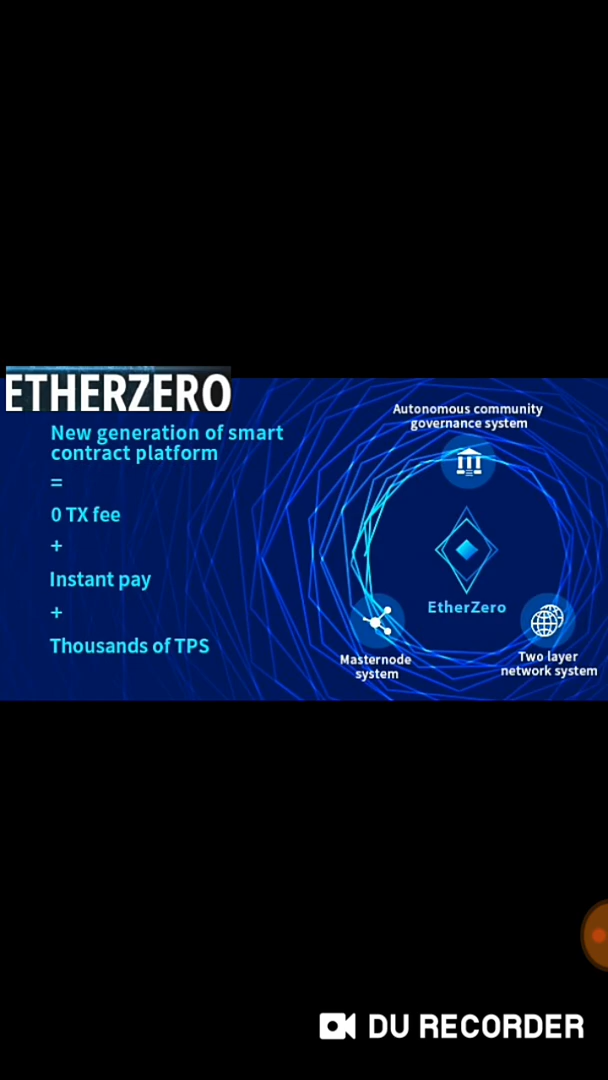 ETHERZERO
New generation of smart
contract platform
=
0 TX fee
+
Instant pay
+
Thousands of TPS
Autonomous community
governance system
EtherZero
Masternode
system
Two layer
network system
DU RECORDER